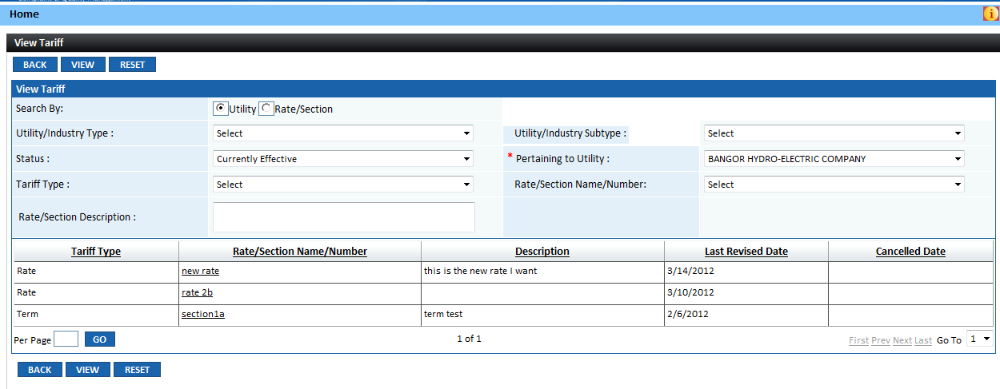 Home
View Tariff
BACK VIEW RESET
View Tariff
Search By: Utility Rate/Section
Utility/Industry Type : Select Utility/Industry Subtype : Select
Status : Currently Effective * Pertaining to Utility : BANGOR HYDRO-ELECTRIC COMPANY
Tariff Type : Select Rate/Section Name/Number: Select
Rate/Section Description :
Tariff Type Rate/Section Name/Number Description Last Revised Date Cancelled Date
Rate new rate this is the new rate I want 3/14/2012
Rate rate 2b 3/10/2012
Term section1a term test 2/6/2012
Per Page GO 1 of 1 First Prev Next Last Go To 1
BACK VIEW RESET